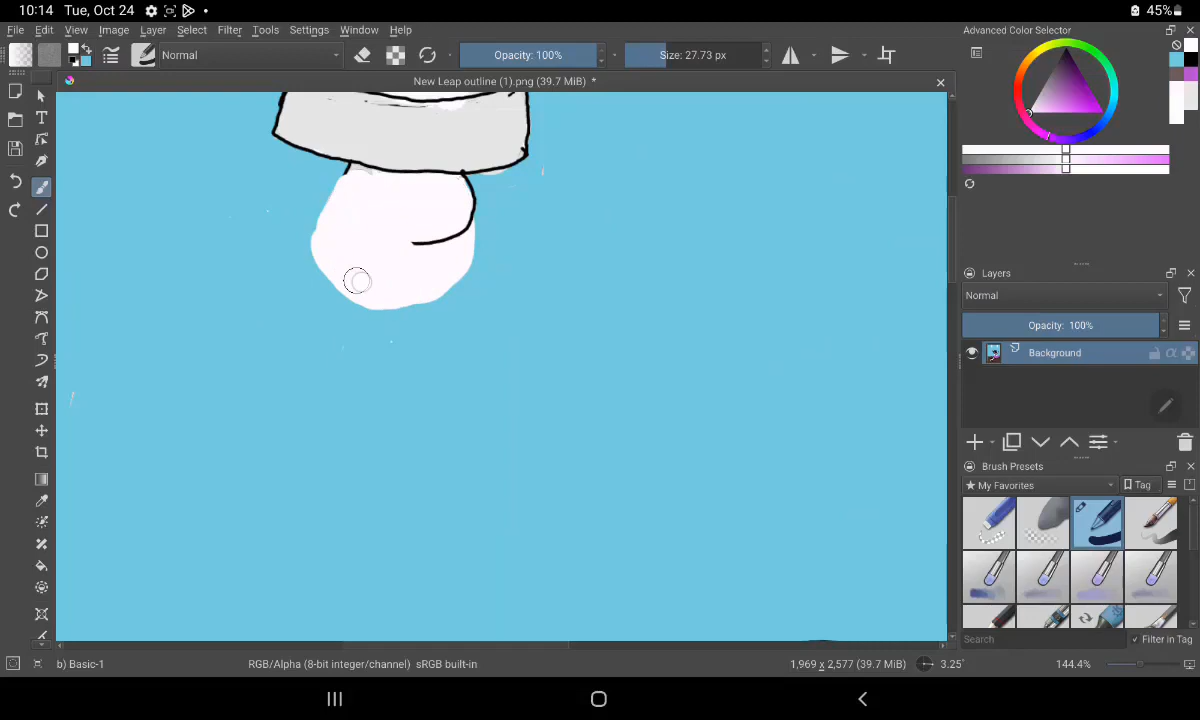 10:14 Tue, Oct 24 45%
File Edit View Image Layer Select Filter Tools Settings Window Help
Advanced Color Selector
Normal Opacity: 100% Size: 27.73 px
New Leap outline (1).png (39.7 MiB) *
Layers
Normal
Opacity: 100%
Background
Brush Presets
★ My Favorites Tag
Search Filter in Tag
b) Basic-1 RGB/Alpha (8-bit integer/channel) sRGB built-in 1,969 x 2,577 (39.7 MiB) 3.25° 144.4%